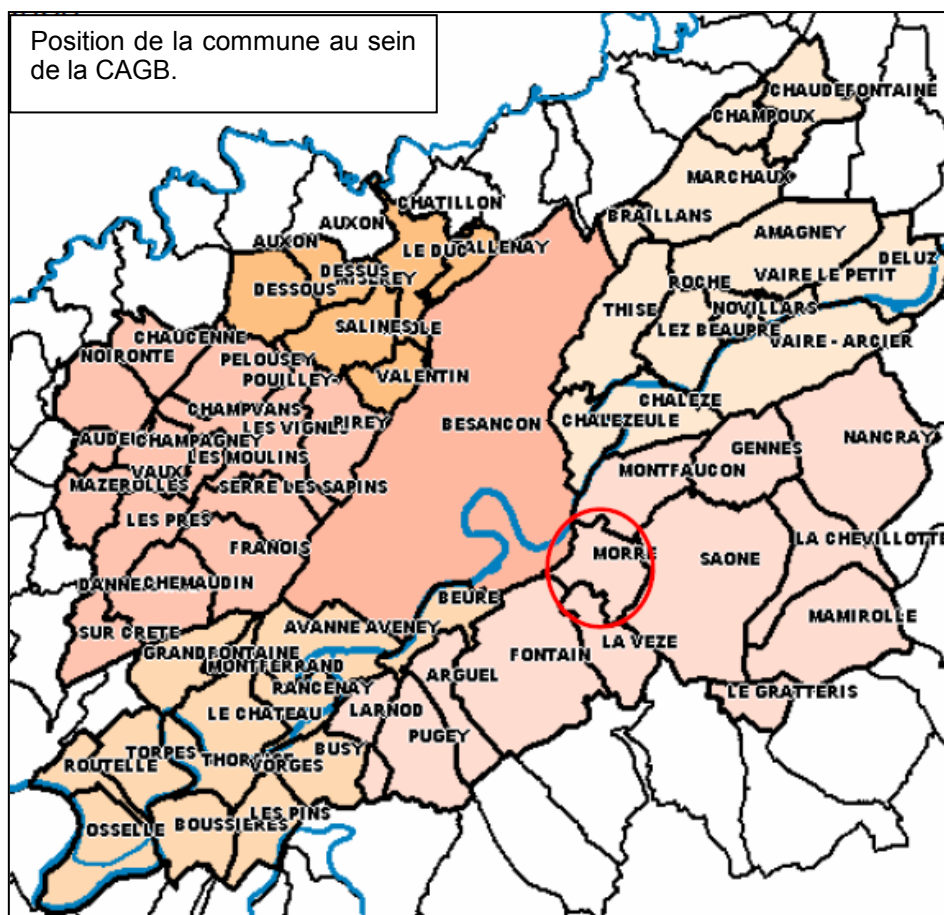 Position de la commune au sein
de la CAGB.
CHAUDEFONTAINE
CHAMPOUX
MARCHAUX
CHATILLON
BRAILLANS
AUXON
AUXON
LE DUC
TALLENAY
AMAGNEY
DELUZ
DESSUS
MISEREY
DESSOUS
ROCHE
VAIRE LE PETIT
THISE
NOVILLARS
SALINES
LEZ BEAUPRE
VAIRE - ARCIER
CHAUCENNE
NOIRONTE
PELOUSEY
POUILLEY
VALENTIN
CHALEZE
CHAMPVANS
LES VIGNES
PIREY
BESANCON
CHALEZEULE
AUDE
CHAMPAGNEY
LES MOULINS
GENNES
NANCRAY
VAUX
MONTFAUCON
MAZEROLLES
SERRE LES SAPINS
LES PRES
FRANOIS
MORRE
SAONE
LA CHEVILLOTTE
DANNE
CHEMAUDIN
BEURE
MAMIROLLE
SUR CRETE
AVANNE AVENEY
GRANDFONTAINE
MONTFERRAND
FONTAIN
LA VEZE
ARGUEL
RANCENAY
LE GRATTERIS
LE CHATEAU
LARNOD
PUGEY
BUSY
TORPES
THORAISE
VORGES
ROUTELLE
LES PINS
OSSELLE
BOUSSIERES